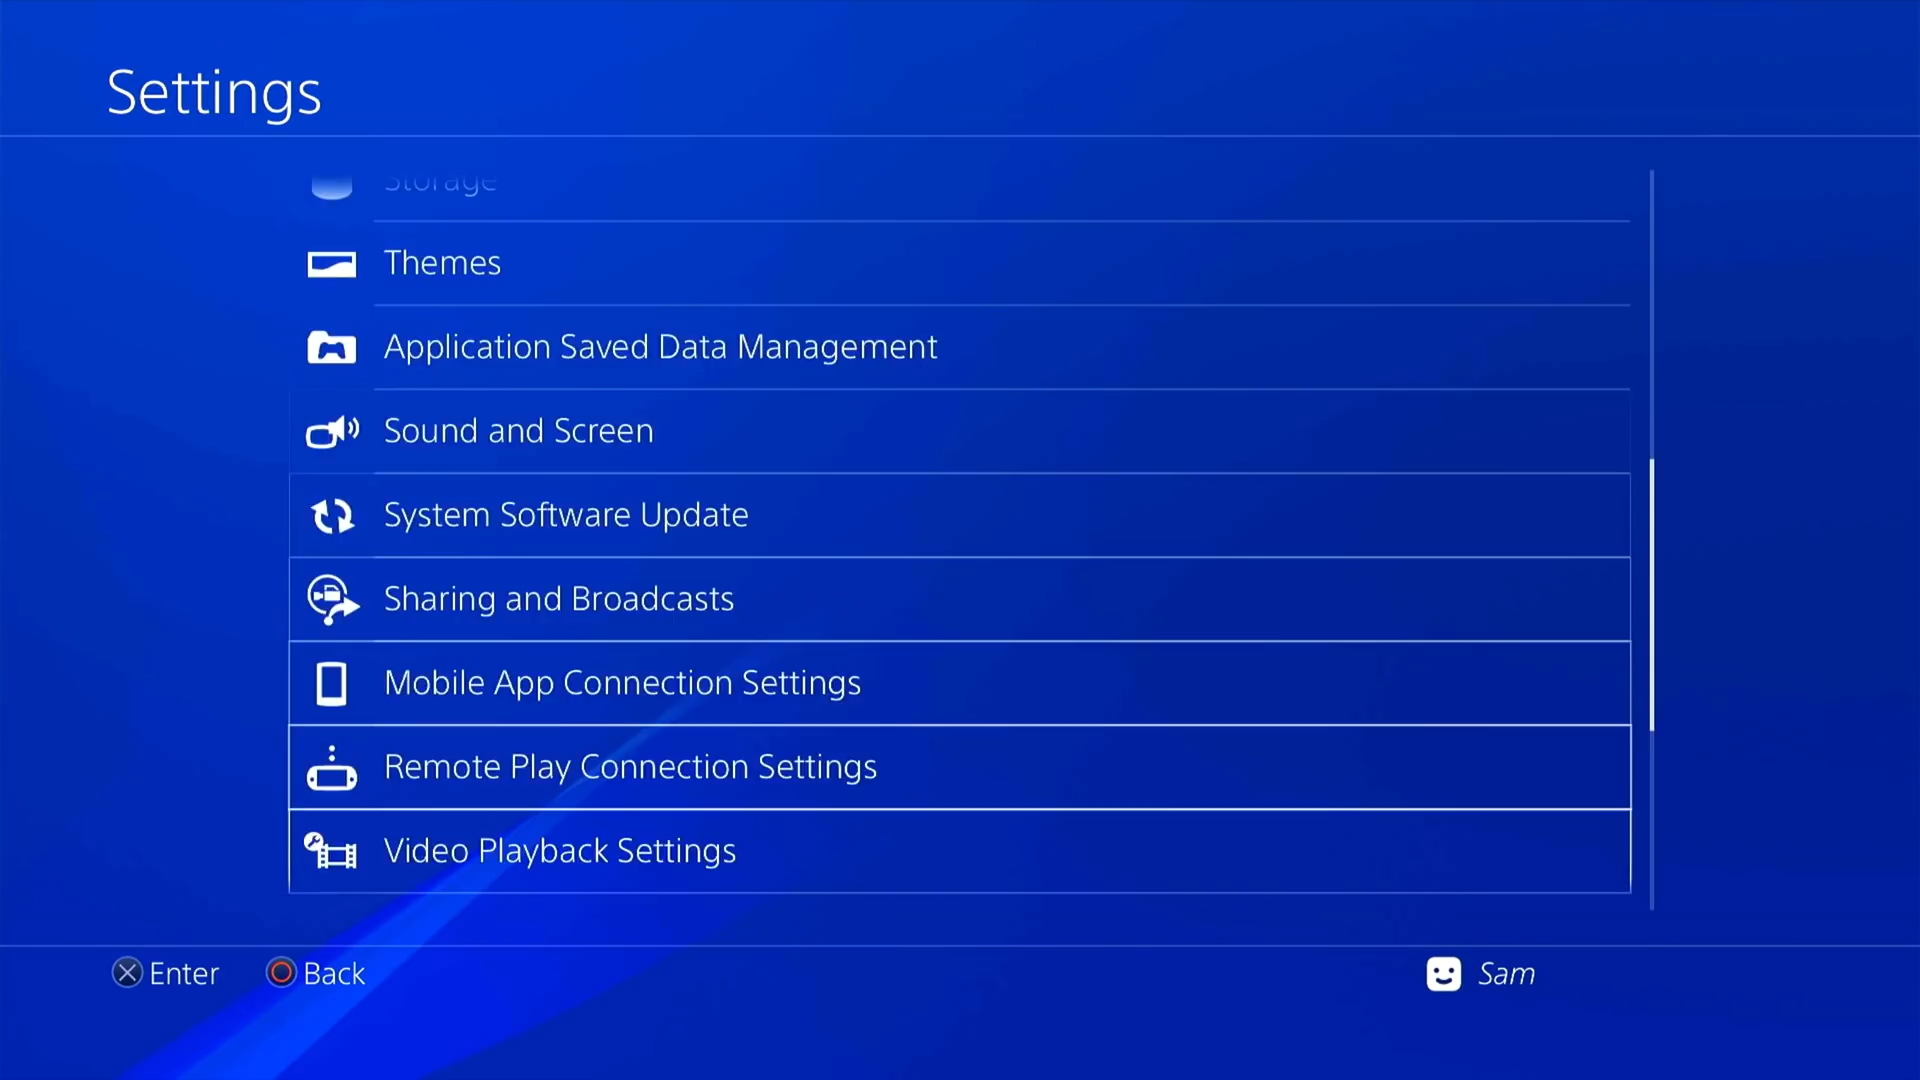 Settings
Storage
Themes
Application Saved Data Management
Sound and Screen
System Software Update
Sharing and Broadcasts
Mobile App Connection Settings
Remote Play Connection Settings
Video Playback Settings
Enter Back Sam